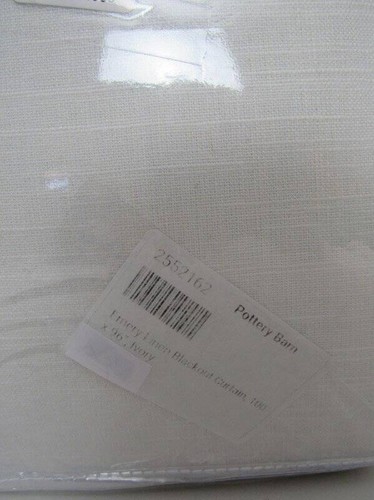 2552162
Pottery Barn
Emery Linen Blackout Curtain, 100
x 96", Ivory